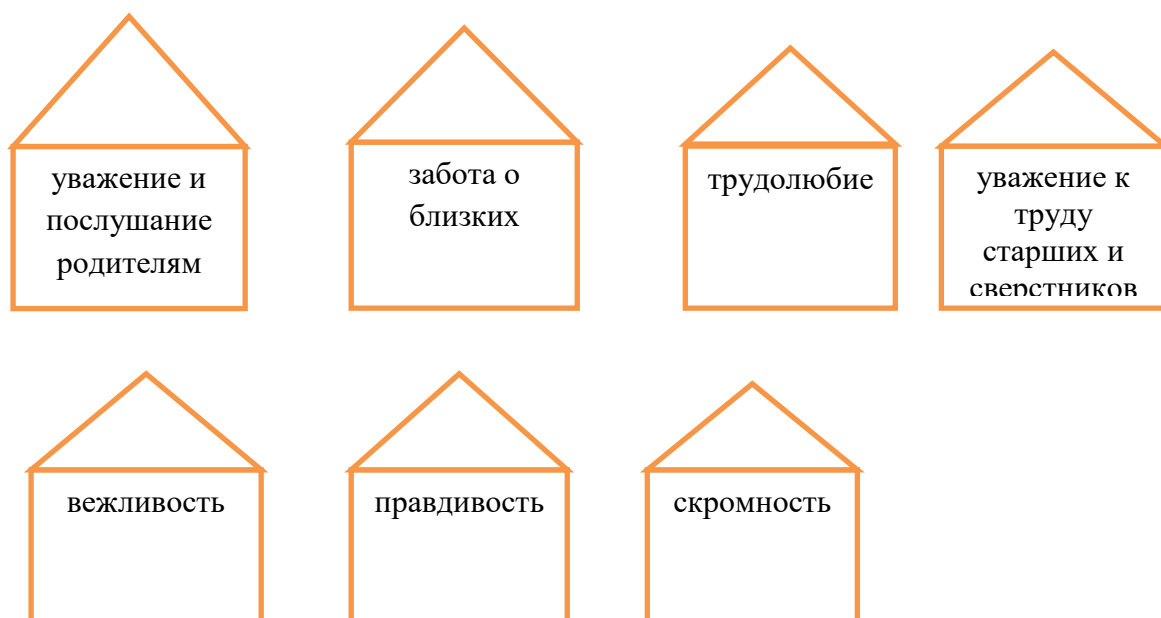 уважение и
послушание
родителям
забота о
близких
трудолюбие
уважение к
труду
старших и
сверстников
вежливость
правдивость
скромность